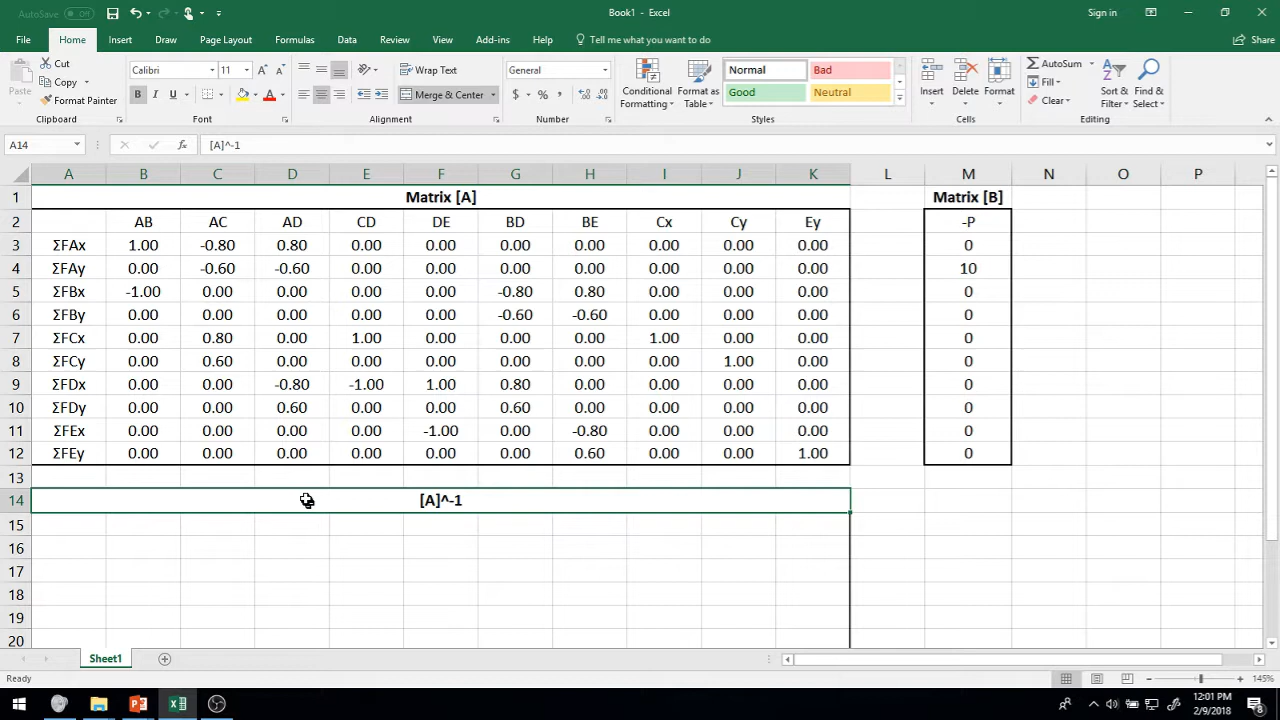 AutoSave Off Book1 - Excel Sign in
File Home Insert Draw Page Layout Formulas Data Review View Add-ins Help Tell me what you want to do Share
Paste Cut Copy Format Painter Clipboard
Calibri 11 A A B I U A Font
ab Wrap Text Merge & Center Alignment
General $ % , Number
Conditional Formatting Format as Table Normal Bad Good Neutral Styles
Insert Delete Format Cells
AutoSum Fill Clear Sort & Filter Find & Select Editing
A14 fx [A]^-1
A B C D E F G H I J K L M N O P
1 Matrix [A] Matrix [B]
2 AB AC AD CD DE BD BE Cx Cy Ey -P
3 ΣFAx 1.00 -0.80 0.80 0.00 0.00 0.00 0.00 0.00 0.00 0.00 0
4 ΣFAy 0.00 -0.60 -0.60 0.00 0.00 0.00 0.00 0.00 0.00 0.00 10
5 ΣFBx -1.00 0.00 0.00 0.00 0.00 -0.80 0.80 0.00 0.00 0.00 0
6 ΣFBy 0.00 0.00 0.00 0.00 0.00 -0.60 -0.60 0.00 0.00 0.00 0
7 ΣFCx 0.00 0.80 0.00 1.00 0.00 0.00 0.00 1.00 0.00 0.00 0
8 ΣFCy 0.00 0.60 0.00 0.00 0.00 0.00 0.00 0.00 1.00 0.00 0
9 ΣFDx 0.00 0.00 -0.80 -1.00 1.00 0.80 0.00 0.00 0.00 0.00 0
10 ΣFDy 0.00 0.00 0.60 0.00 0.00 0.60 0.00 0.00 0.00 0.00 0
11 ΣFEx 0.00 0.00 0.00 0.00 -1.00 0.00 -0.80 0.00 0.00 0.00 0
12 ΣFEy 0.00 0.00 0.00 0.00 0.00 0.00 0.60 0.00 0.00 1.00 0
13
14 [A]^-1
15
16
17
18
19
20
Sheet1
Ready 145%
12:01 PM
2/9/2018 8